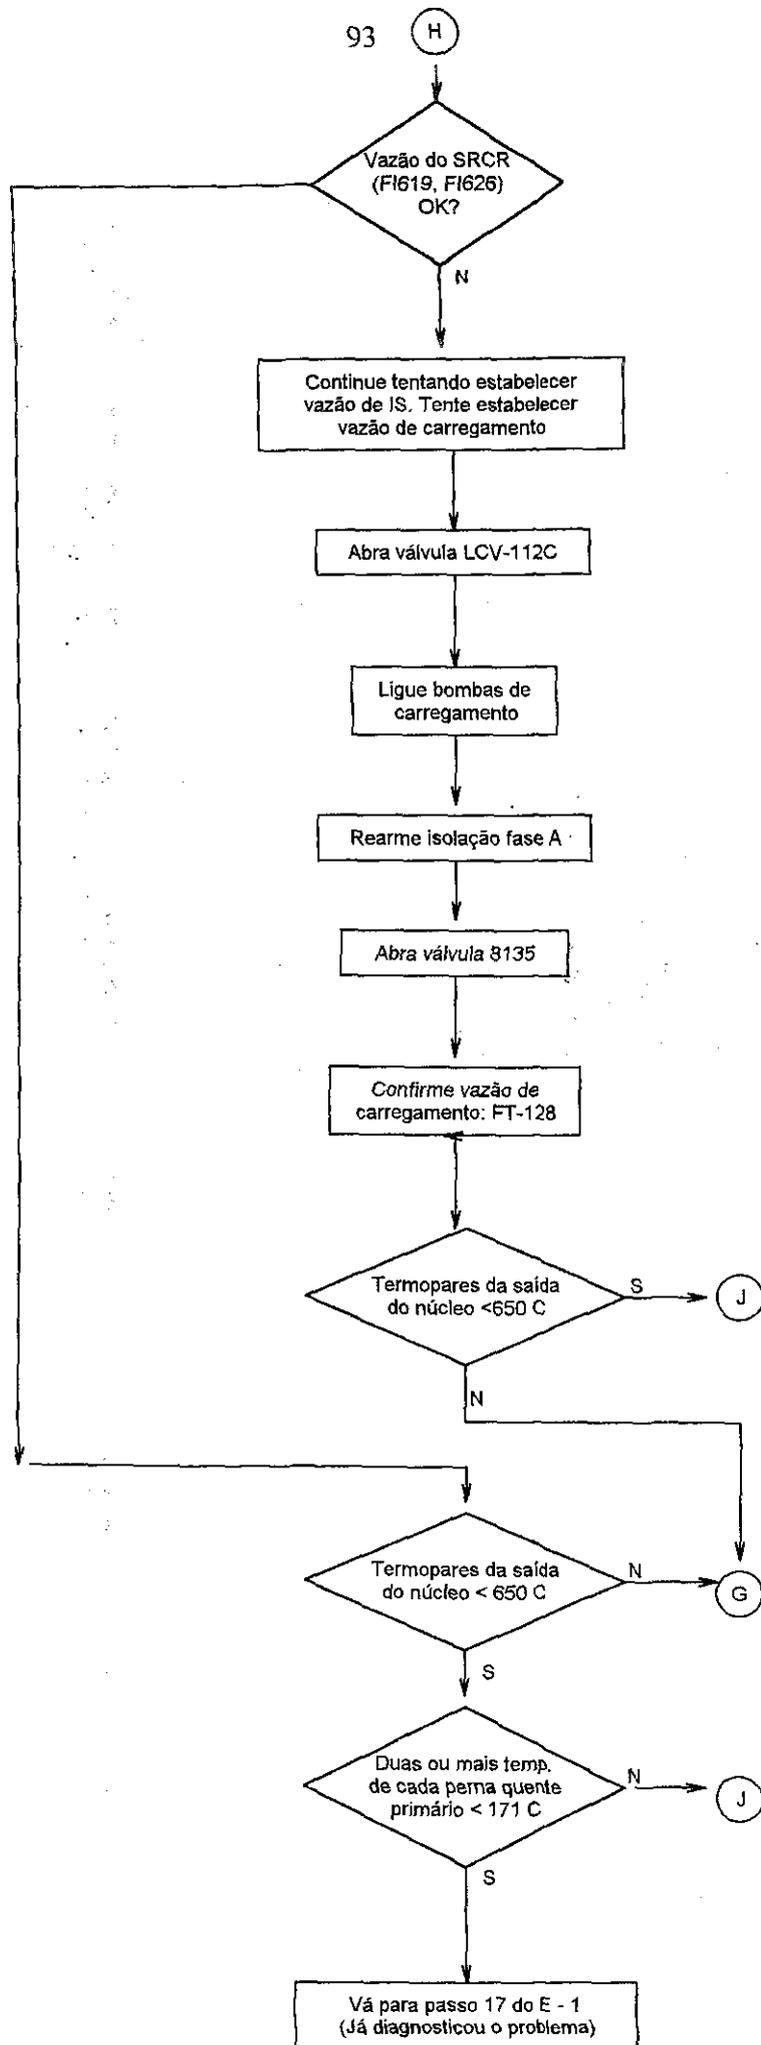 93
H
Vazão do SRCR
(FI619, FI626)
OK?
N
Continue tentando estabelecer
vazão de IS. Tente estabelecer
vazão de carregamento
Abra válvula LCV-112C
Ligue bombas de
carregamento
Rearme isolação fase A
Abra válvula 8135
Confirme vazão de
carregamento: FT-128
Termopares da saída
do núcleo <650 C
S
J
N
Termopares da saída
do núcleo < 650 C
N
G
S
Duas ou mais temp.
de cada perna quente
primário < 171 C
N
J
S
Vá para passo 17 do E - 1
(Já diagnosticou o problema)